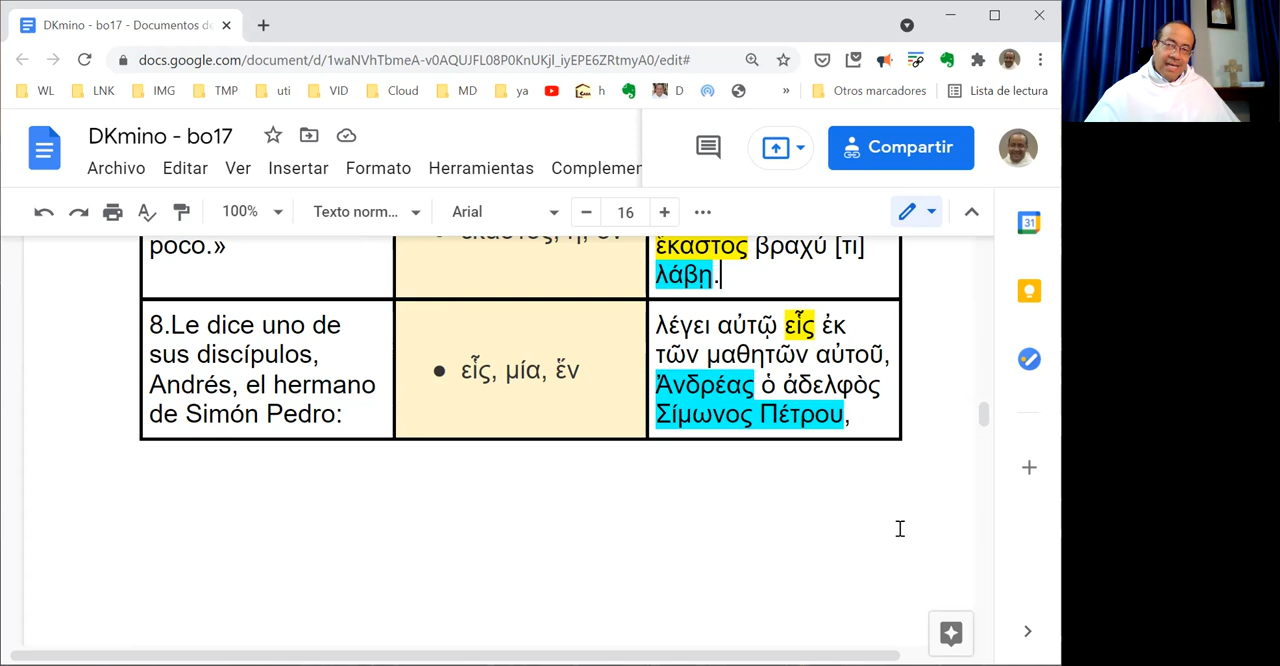 DKmino - bo17 - Documentos de
docs.google.com/document/d/1waNVhTbmeA-v0AQUJFL08P0KnUKjl_iyEPE6ZRtmyA0/edit#
WL LNK IMG TMP uti VID Cloud MD ya h D » Otros marcadores Lista de lectura
DKmino - bo17
Archivo Editar Ver Insertar Formato Herramientas Complemen
Compartir
100% Texto norm... Arial 16
31
poco.»
ἕκαστος βραχύ [τι]
λάβῃ.
8.Le dice uno de
sus discípulos,
Andrés, el hermano
de Simón Pedro:
εἷς, μία, ἕν
λέγει αὐτῷ εἷς ἐκ
τῶν μαθητῶν αὐτοῦ,
Ἀνδρέας ὁ ἀδελφὸς
Σίμωνος Πέτρου,